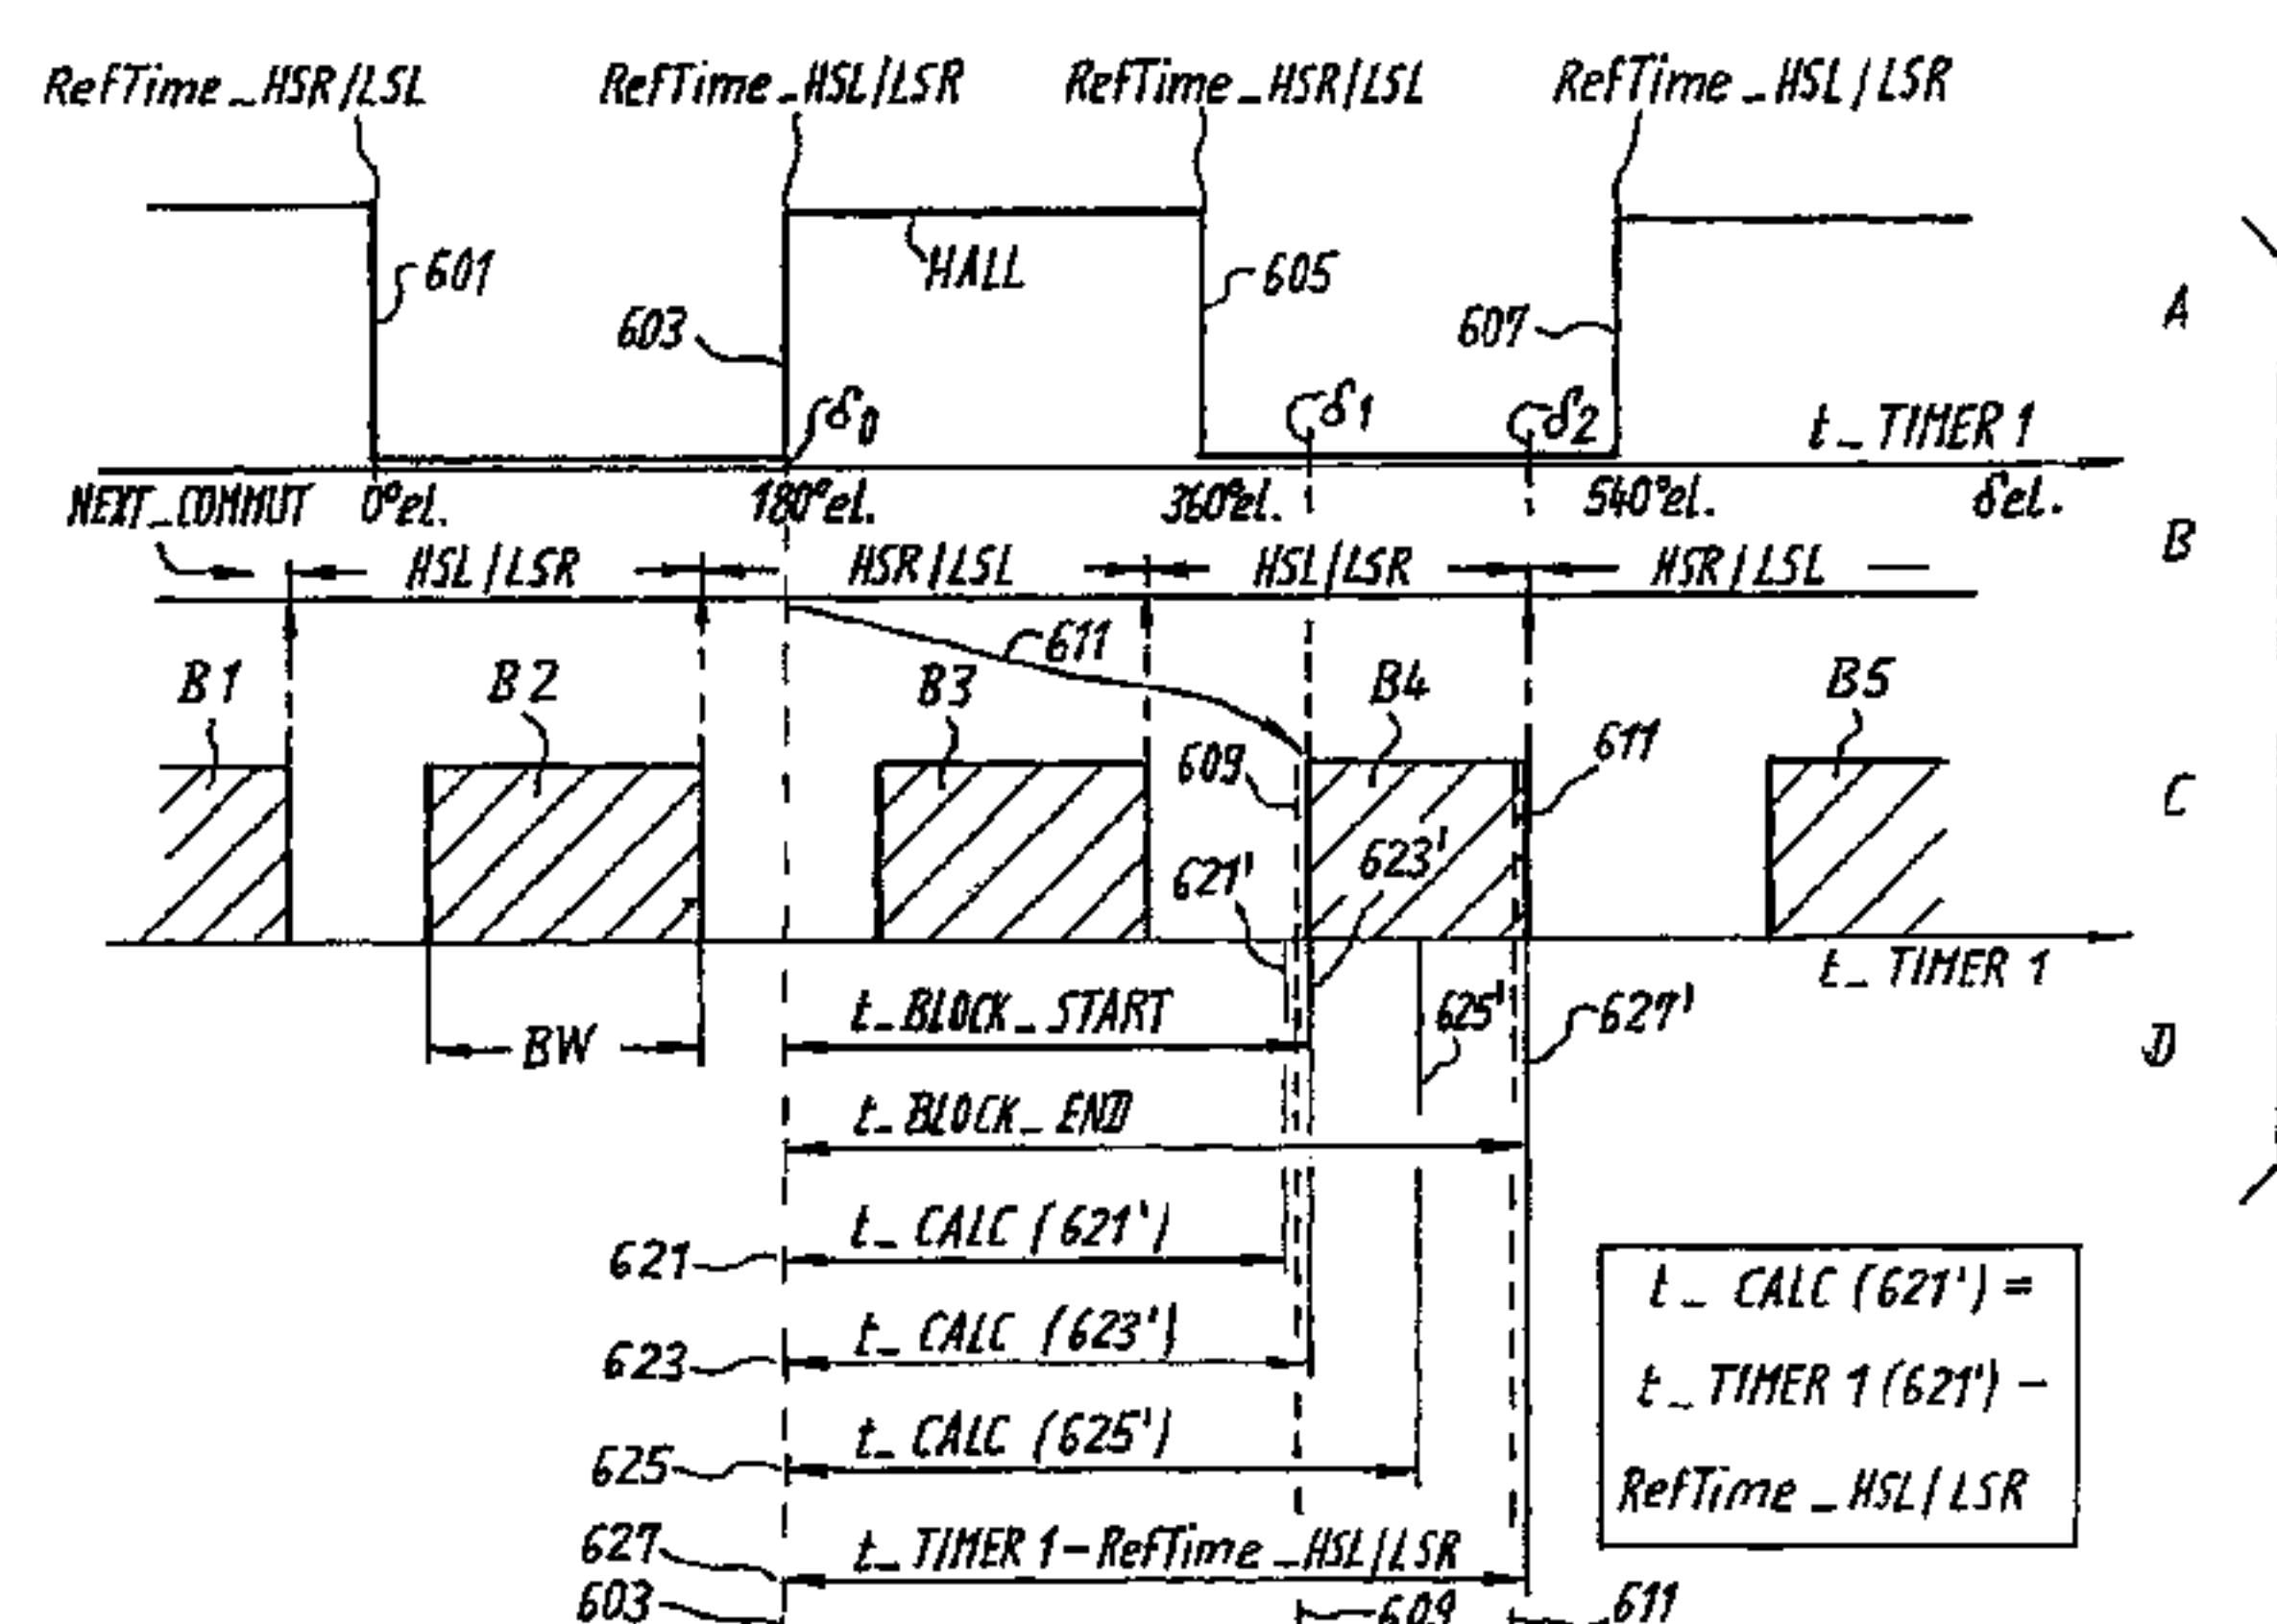 RefTime_HSR/LSL RefTime_HSL/LSR RefTime_HSR/LSL RefTime_HSL/LSR
601 HALL 605
603 607 A
δ0 δ1 δ2 t_TIMER 1
NEXT_COMMUT 0°el. 180°el. 360°el. 540°el. δel.
HSL/LSR HSR/LSL HSL/LSR HSR/LSL B
611
B1 B2 B3 B4 B5
609 611
C
621' 623'
t_TIMER 1
BW t_BLOCK_START 625' 627' D
t_BLOCK_END
621 t_CALC (621')
623 t_CALC (623')
625 t_CALC (625')
627 t_TIMER 1-RefTime_HSL/LSR
603 609 611
t_CALC (621') =
t_TIMER 1 (621') -
RefTime_HSL/LSR